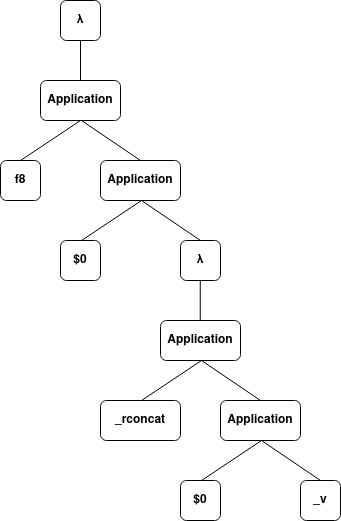 λ
Application
f8
Application
$0
λ
Application
_rconcat
Application
$0
_v